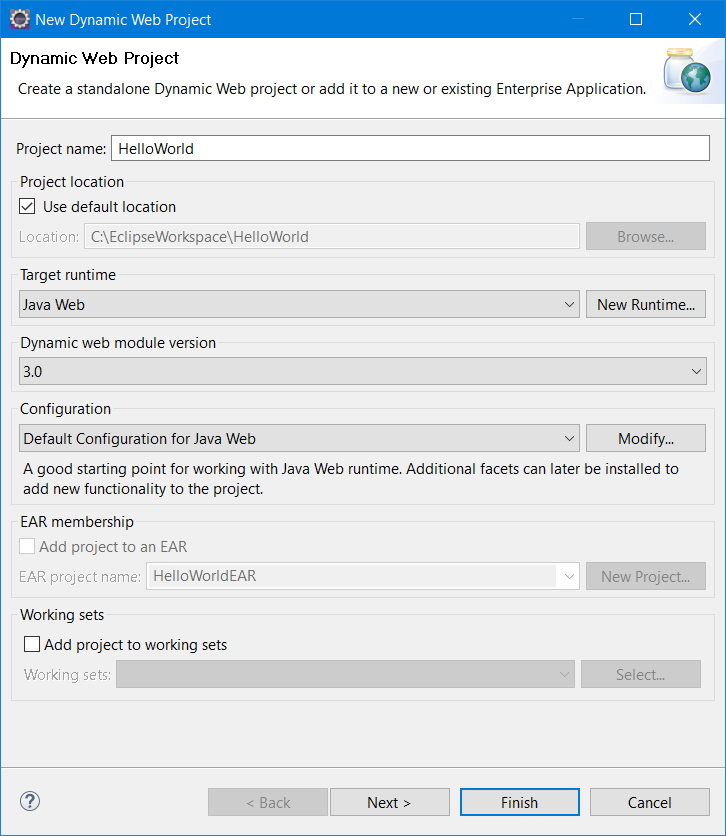 New Dynamic Web Project
Dynamic Web Project
Create a standalone Dynamic Web project or add it to a new or existing Enterprise Application.
Project name: HelloWorld
Project location
Use default location
Location: C:\EclipseWorkspace\HelloWorld Browse...
Target runtime
Java Web New Runtime...
Dynamic web module version
3.0
Configuration
Default Configuration for Java Web Modify...
A good starting point for working with Java Web runtime. Additional facets can later be installed to
add new functionality to the project.
EAR membership
Add project to an EAR
EAR project name: HelloWorldEAR New Project...
Working sets
Add project to working sets
Working sets: Select...
? < Back Next > Finish Cancel